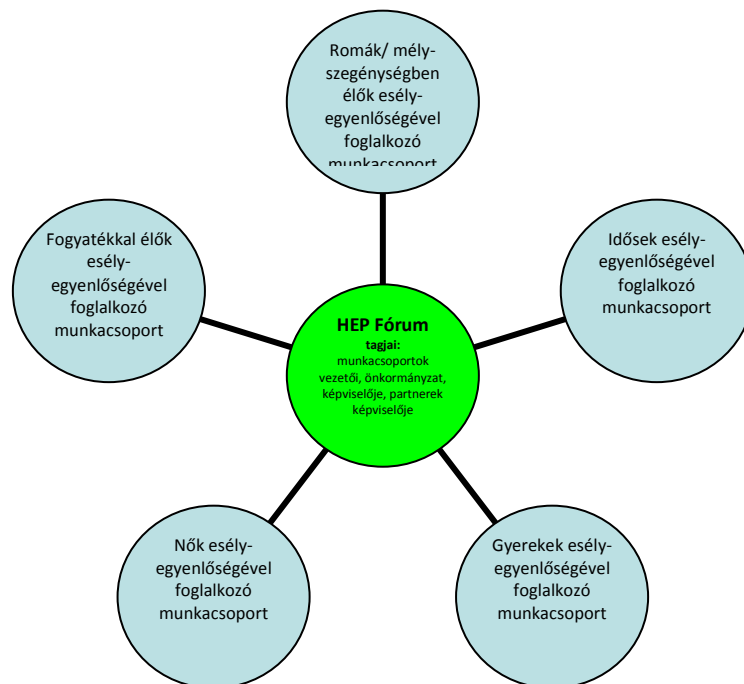 Romák/ mély-
szegénységben
élők esély-
egyenlőségével
foglalkozó
munkacsoport
Fogyatékkal élők
esély-
egyenlőségével
foglalkozó
munkacsoport
Idősek esély-
egyenlőségével
foglalkozó
munkacsoport
HEP Fórum
tagjai:
munkacsoportok
vezetői, önkormányzat,
képviselője, partnerek
képviselője
Nők esély-
egyenlőségével
foglalkozó
munkacsoport
Gyerekek esély-
egyenlőségével
foglalkozó
munkacsoport